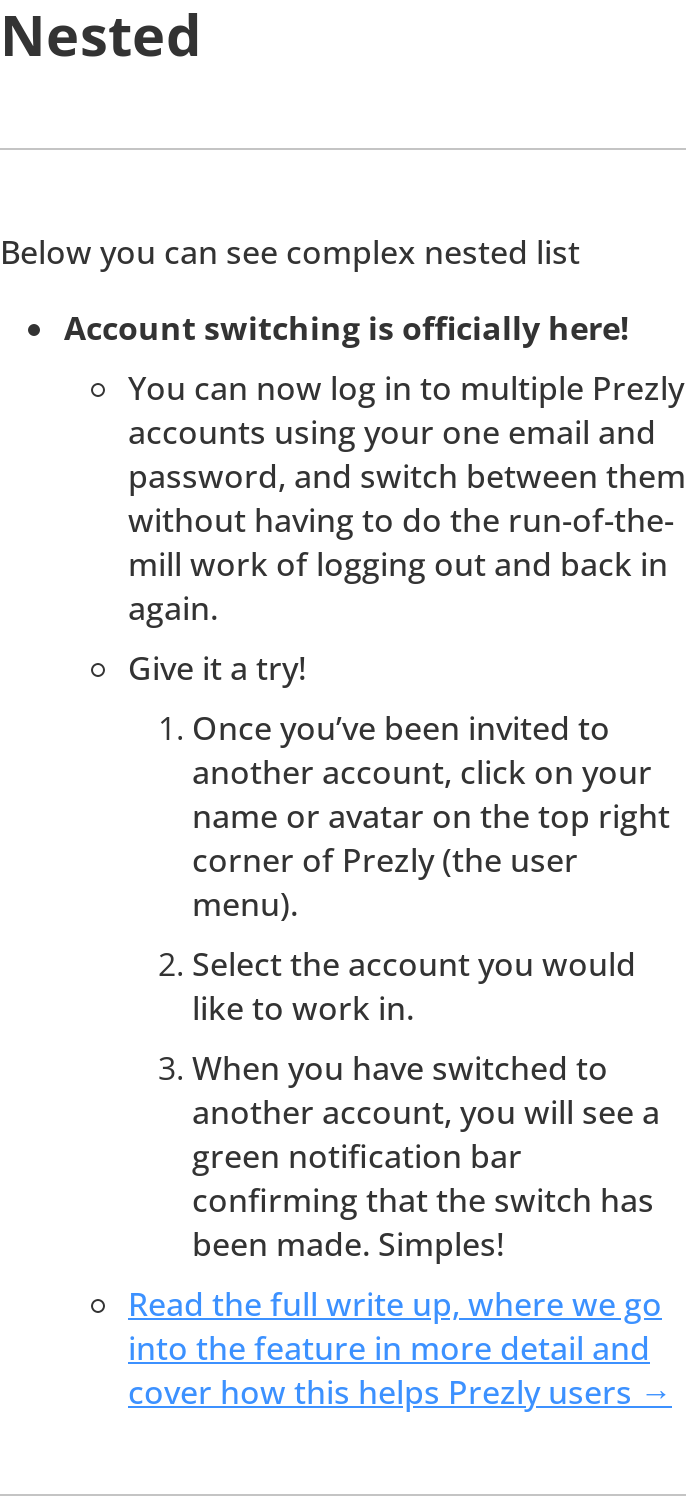 Nested
Below you can see complex nested list
Account switching is officially here!
You can now log in to multiple Prezly
accounts using your one email and
password, and switch between them
without having to do the run-of-the-
mill work of logging out and back in
again.
Give it a try!
1. Once you’ve been invited to
another account, click on your
name or avatar on the top right
corner of Prezly (the user
menu).
2. Select the account you would
like to work in.
3. When you have switched to
another account, you will see a
green notification bar
confirming that the switch has
been made. Simples!
Read the full write up, where we go
into the feature in more detail and
cover how this helps Prezly users →